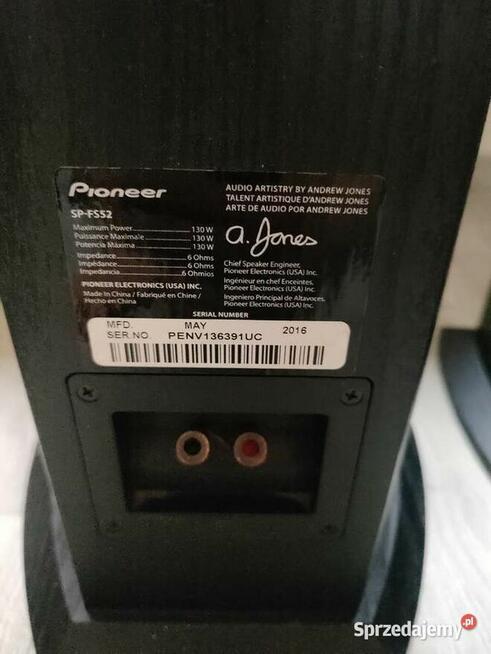 Pioneer
SP-FS52
Maximum Power 130 W
Puissance Maximale 130 W
Potencia Máxima 130 W
Impedance 6 Ohms
Impédance 6 Ohms
Impedancia 6 Ohmios
PIONEER ELECTRONICS (USA) INC.
Made in China / Fabriqué en Chine /
Hecho en China
AUDIO ARTISTRY BY ANDREW JONES
TALENT ARTISTIQUE D'ANDREW JONES
ARTE DE AUDIO POR ANDREW JONES
a. Jones
Chief Speaker Engineer,
Pioneer Electronics (USA) Inc.
Ingénieur en chef Enceintes,
Pioneer Electronics (USA) Inc.
Ingeniero Principal de Altavoces,
Pioneer Electronics (USA) Inc.
SERIAL NUMBER
MFD. MAY 2016
SER.NO. PENV136391UC
Sprzedajemy.pl